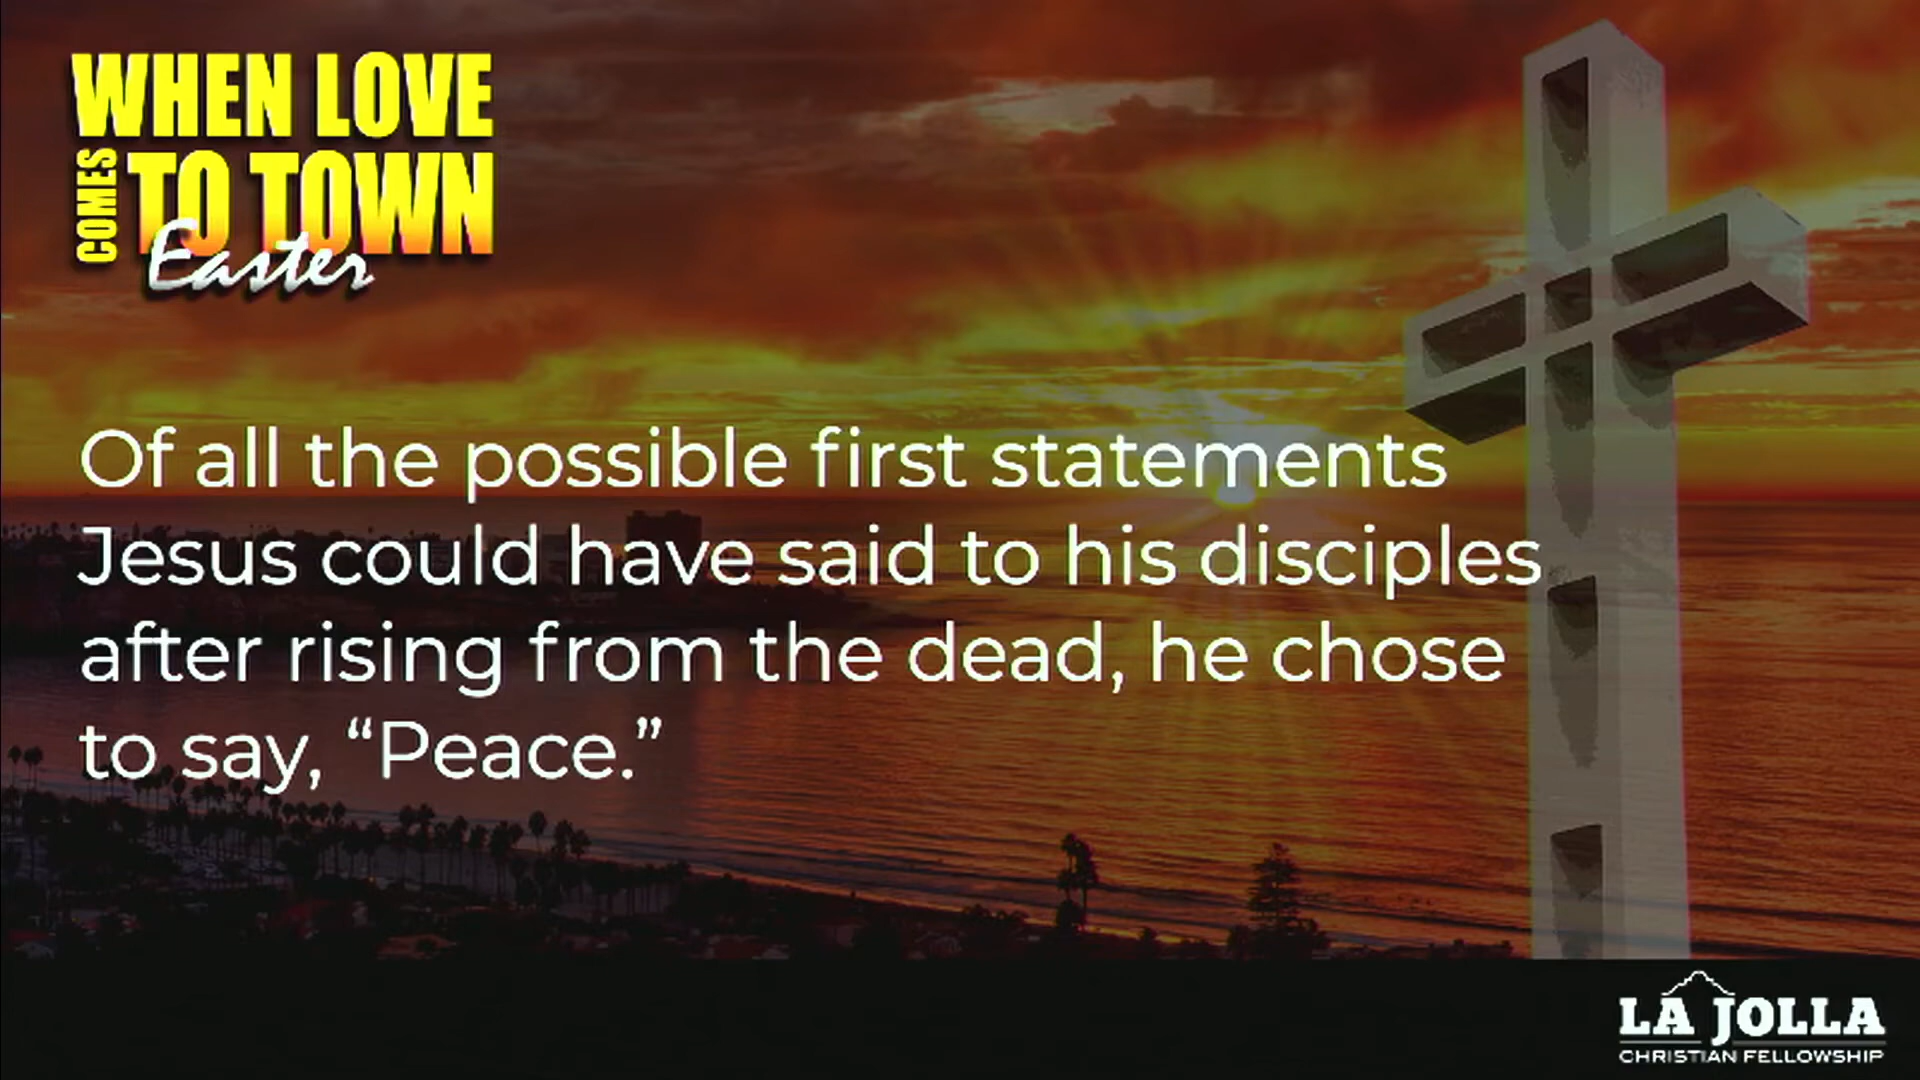 WHEN LOVE
COMES TO TOWN
Easter
Of all the possible first statements
Jesus could have said to his disciples
after rising from the dead, he chose
to say, “Peace.”
LA JOLLA
CHRISTIAN FELLOWSHIP